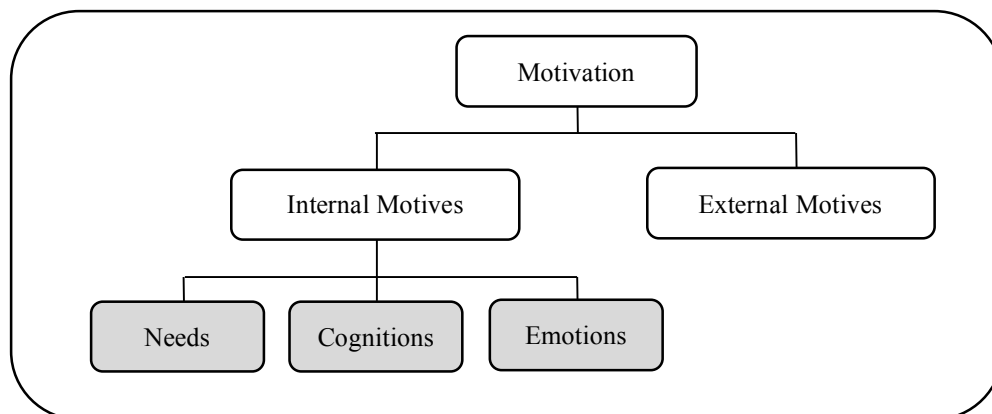 Motivation
Internal Motives
External Motives
Needs
Cognitions
Emotions